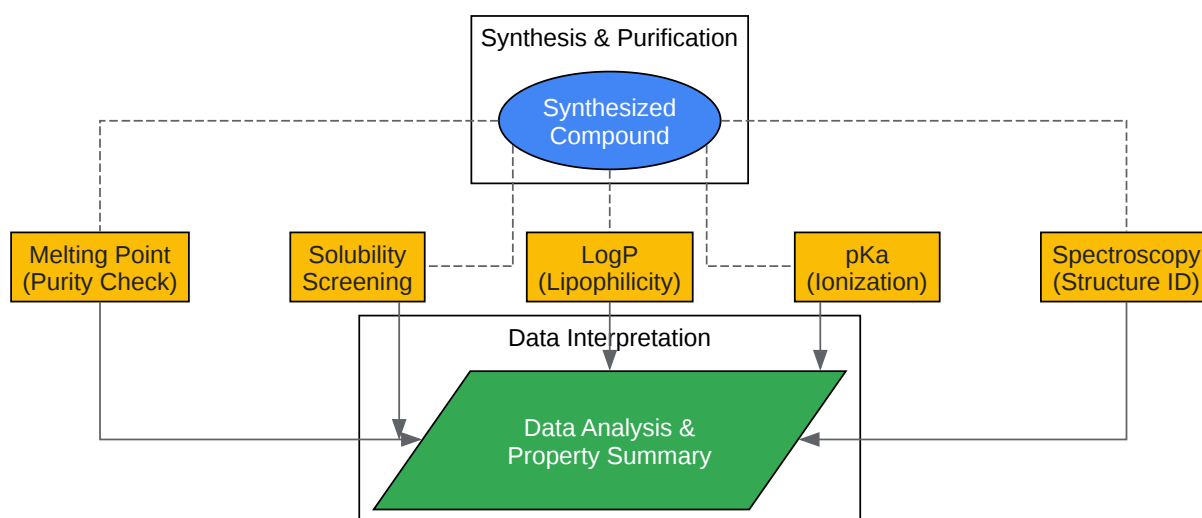 Synthesis & Purification
Synthesized
Compound
Melting Point
(Purity Check)
Solubility
Screening
LogP
(Lipophilicity)
pKa
(Ionization)
Spectroscopy
(Structure ID)
Data Interpretation
Data Analysis &
Property Summary